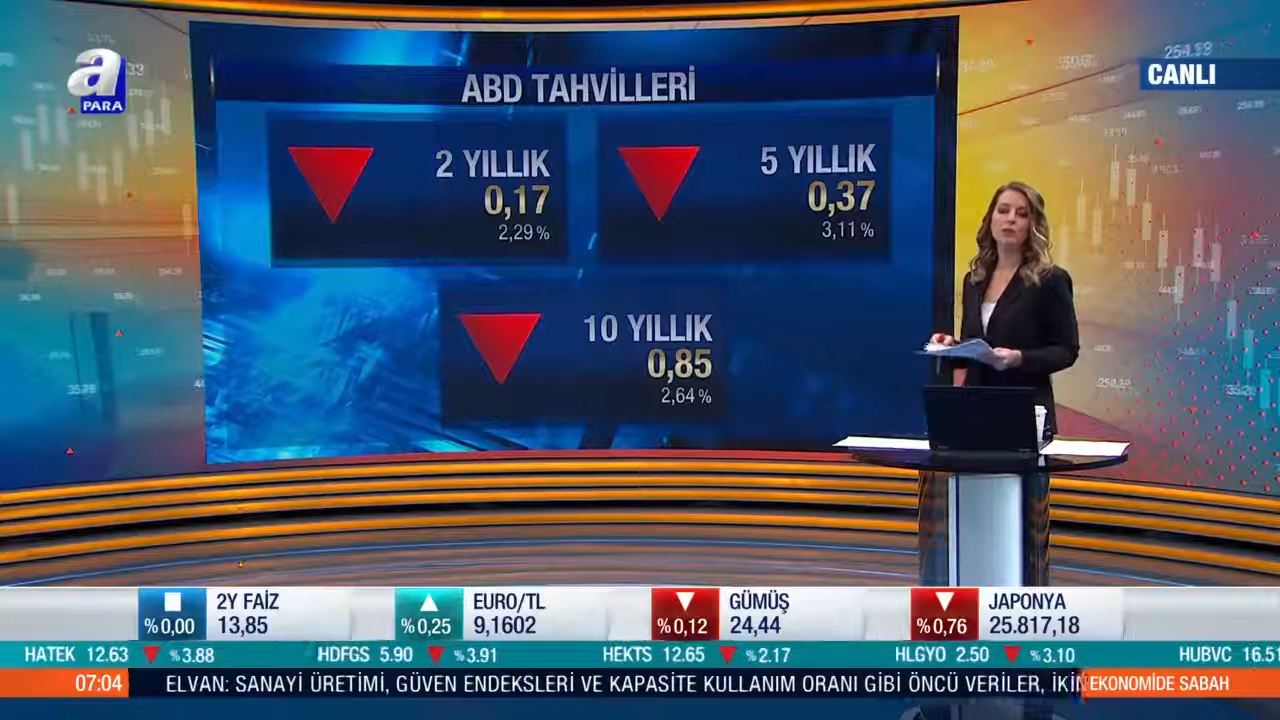 a
PARA
CANLI
ABD TAHVİLLERİ
2 YILLIK
0,17
2,29 %
5 YILLIK
0,37
3,11 %
10 YILLIK
0,85
2,64 %
% 0,00
2Y FAİZ
13,85
% 0,25
EURO/TL
9,1602
% 0,12
GÜMÜŞ
24,44
% 0,76
JAPONYA
25.817,18
HATEK 12.63 %3.88 HDFGS 5.90 %3.91 HEKTS 12.65 %2.17 HLGYO 2.50 %3.10 HUBVC 16.51
07:04 ELVAN: SANAYİ ÜRETİMİ, GÜVEN ENDEKSLERİ VE KAPASİTE KULLANIM ORANI GİBİ ÖNCÜ VERİLER, İKİN EKONOMİDE SABAH